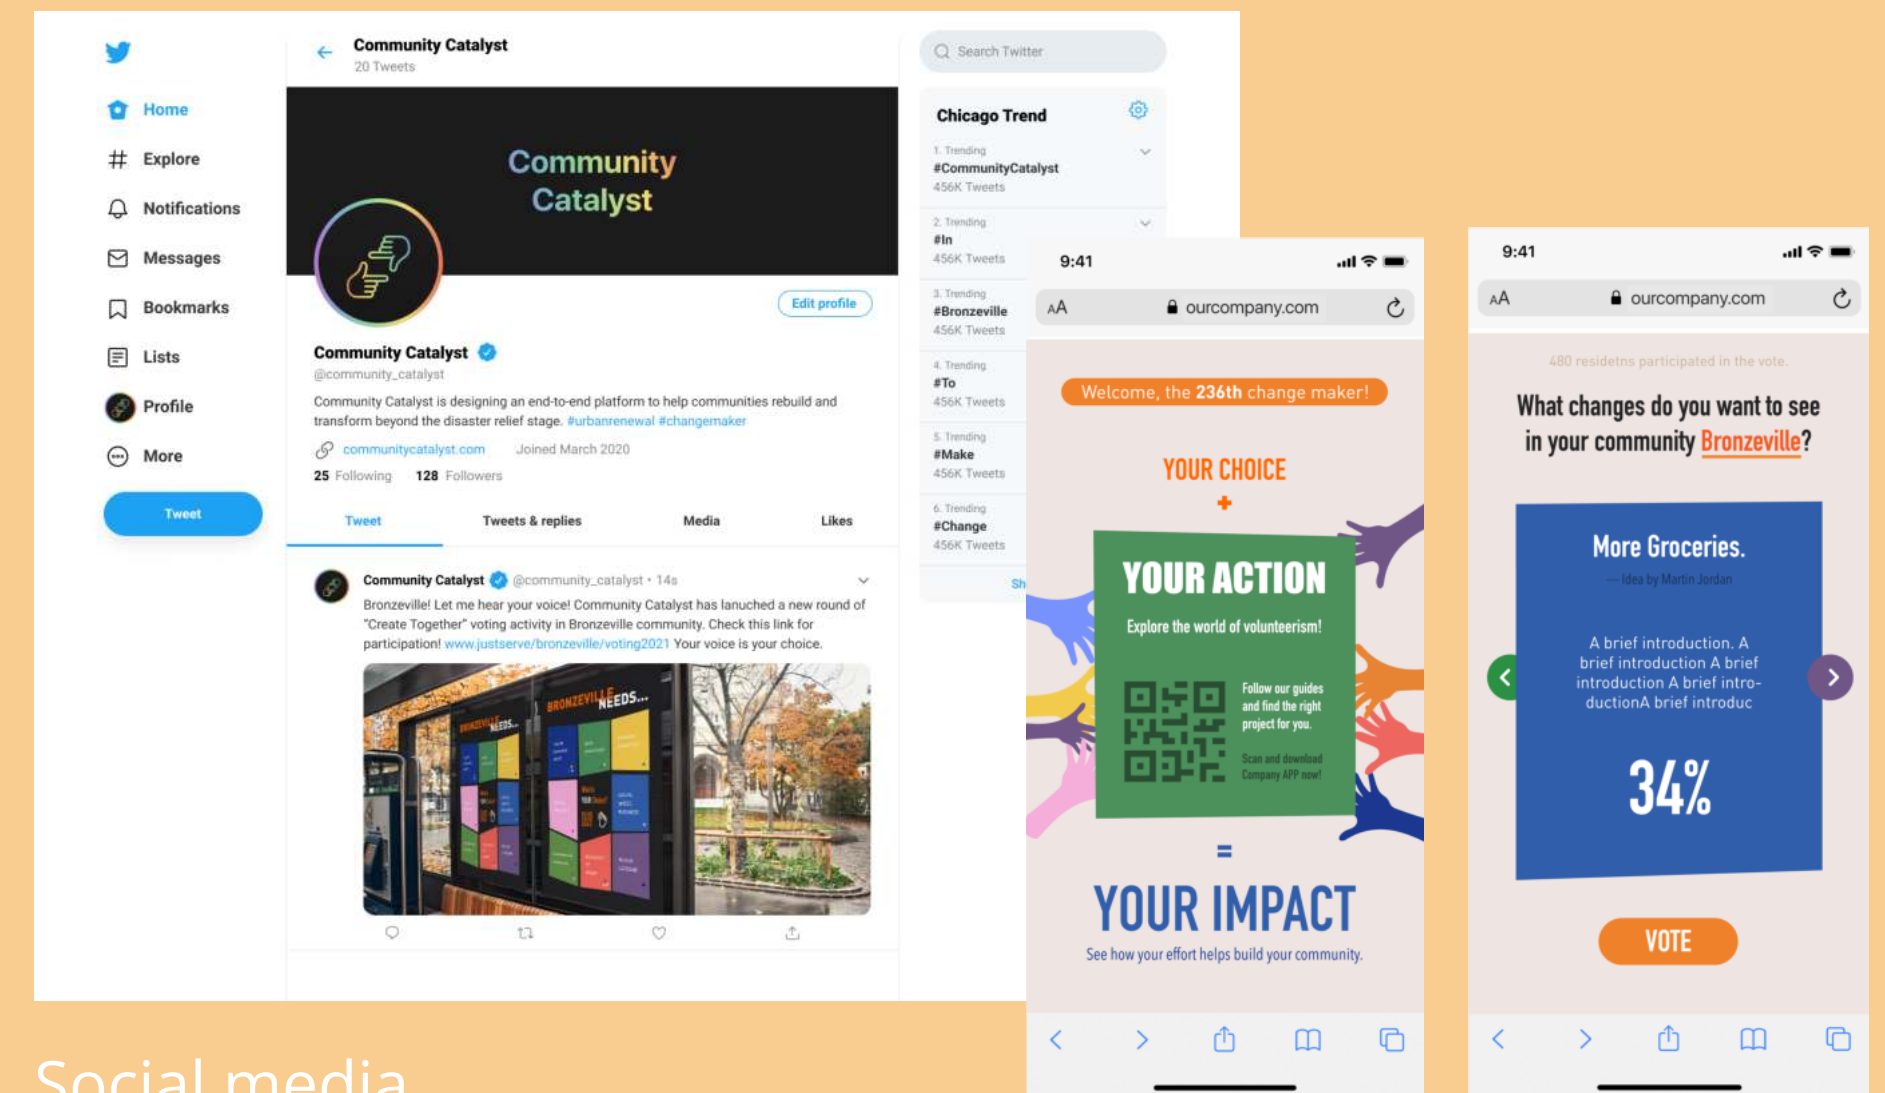 Community Catalyst
20 Tweets
Home
Explore
Notifications
Messages
Bookmarks
Lists
Profile
More
Tweet
Community
Catalyst
Edit profile
Community Catalyst
@community_catalyst
Community Catalyst is designing an end-to-end platform to help communities rebuild and
transform beyond the disaster relief stage. #urbanrenewal #changemaker
communitycatalyst.com Joined March 2020
25 Following 128 Followers
Tweet Tweets & replies Media Likes
Community Catalyst @community_catalyst • 14s
Bronzeville! Let me hear your voice! Community Catalyst has lanuched a new round of
"Create Together" voting activity in Bronzeville community. Check this link for
participation! www.justserve/bronzeville/voting2021 Your voice is your choice.
BRONZEVILLE
NEEDS...
BRONZEVILLE
NEEDS...
Search Twitter
Chicago Trend
1. Trending
#CommunityCatalyst
456K Tweets
2. Trending
#In
456K Tweets
3. Trending
#Bronzeville
456K Tweets
4. Trending
#To
456K Tweets
5. Trending
#Make
456K Tweets
6. Trending
#Change
456K Tweets
Sh
9:41
AA ourcompany.com
Welcome, the 236th change maker!
YOUR CHOICE
+
YOUR ACTION
Explore the world of volunteerism!
Follow our guides
and find the right
project for you.
Scan and download
Company APP now!
=
YOUR IMPACT
See how your effort helps build your community.
9:41
AA ourcompany.com
480 residetns participated in the vote.
What changes do you want to see
in your community Bronzeville?
More Groceries.
— Idea by Martin Jordan
A brief introduction. A
brief introduction A brief
introduction A brief intro-
ductionA brief introduc
34%
VOTE
Social media